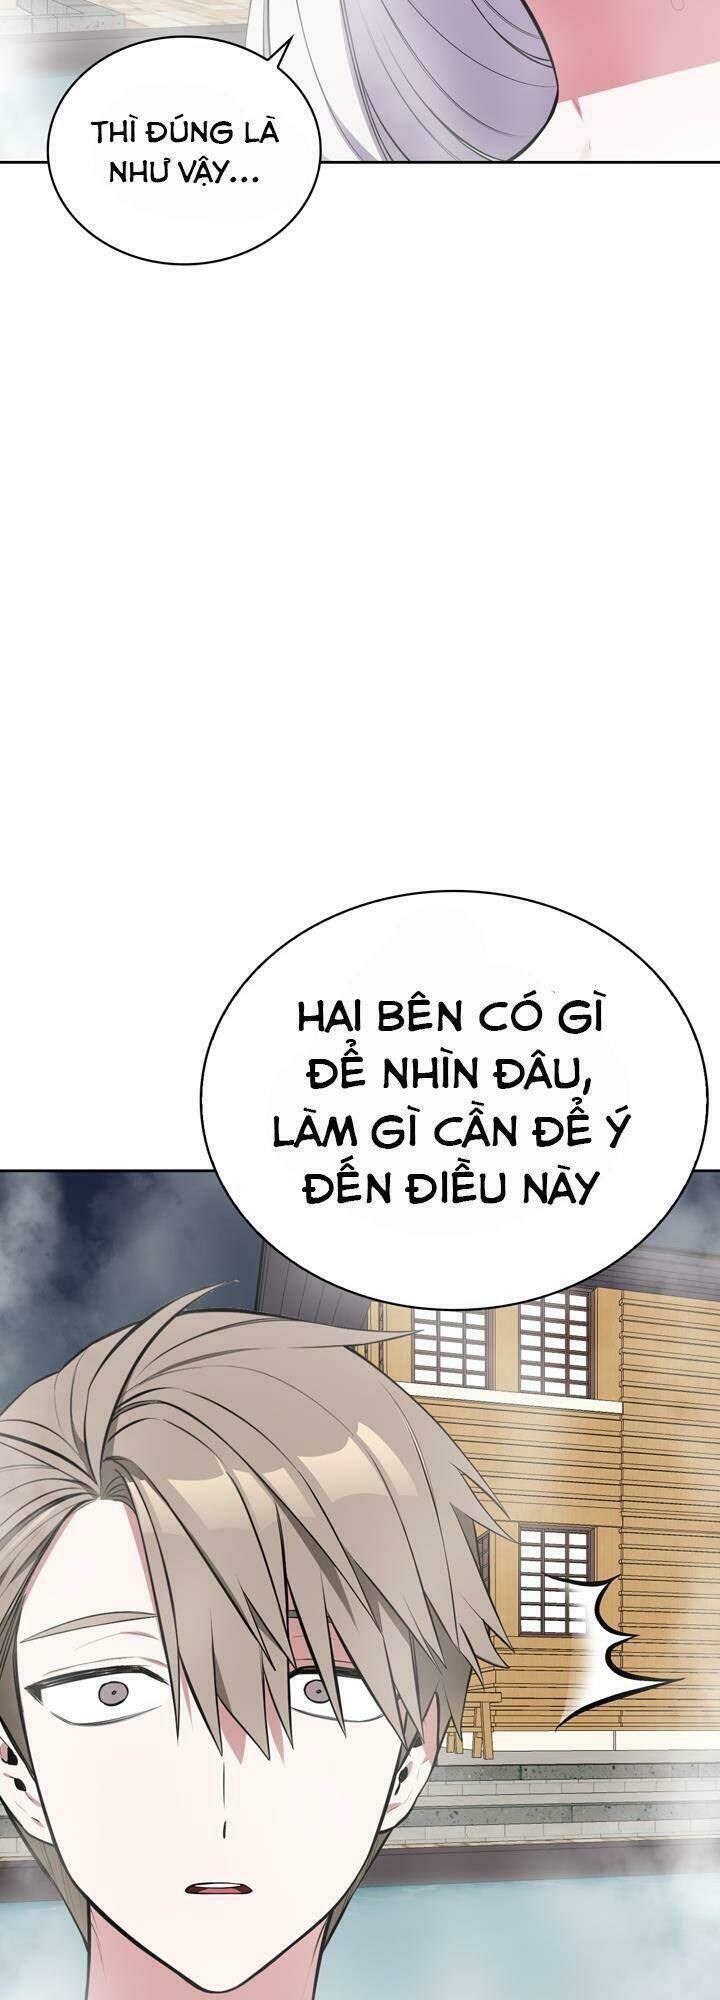 THÌ ĐÚNG LÀ
NHƯ VẬY...
HAI BÊN CÓ GÌ
ĐỂ NHÌN ĐÂU,
LÀM GÌ CẦN ĐỂ Ý
ĐẾN ĐIỀU NÀY